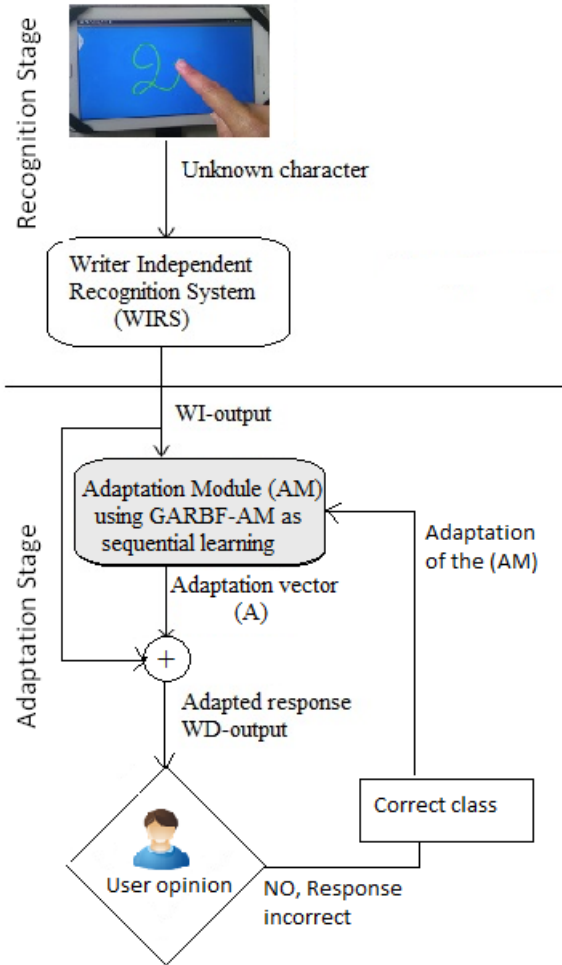 Recognition Stage
2
Unknown character
Writer Independent
Recognition System
(WIRS)
WI-output
Adaptation Stage
Adaptation Module (AM)
using GARBF-AM as
sequential learning
Adaptation
of the (AM)
Adaptation vector
(A)
+
Adapted response
WD-output
Correct class
User opinion
NO, Response
incorrect